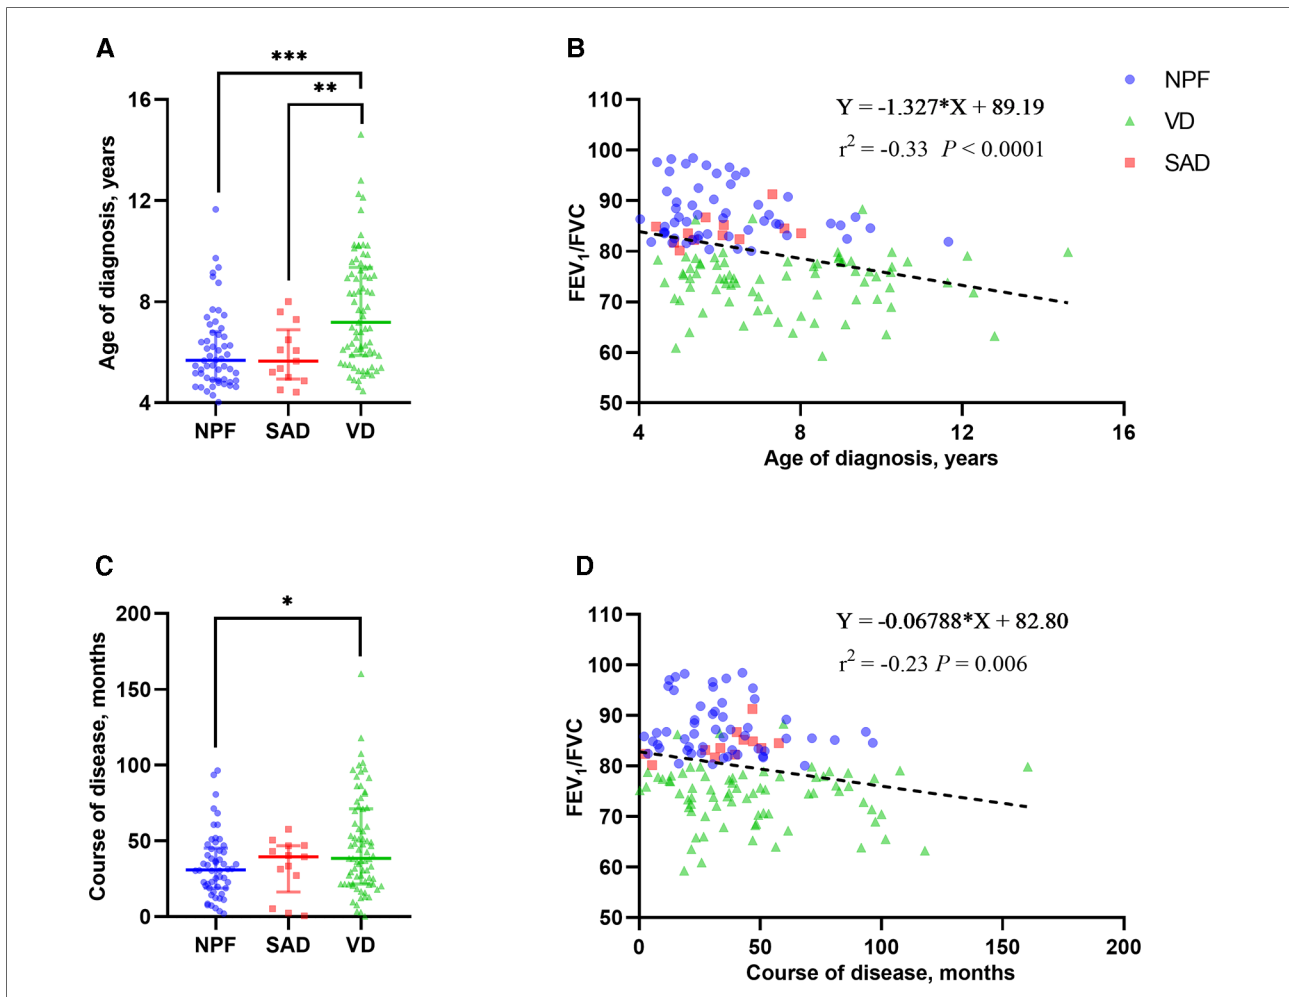 A
***
**
16
12
8
4
Age of diagnosis, years
NPF SAD VD
B
NPF
VD
SAD
Y = -1.327*X + 89.19
r² = -0.33 P < 0.0001
110
100
90
80
70
60
50
FEV₁/FVC
4 8 12 16
Age of diagnosis, years
C
*
200
150
100
50
0
Course of disease, months
NPF SAD VD
D
Y = -0.06788*X + 82.80
r² = -0.23 P = 0.006
110
100
90
80
70
60
50
FEV₁/FVC
0 50 100 150 200
Course of disease, months